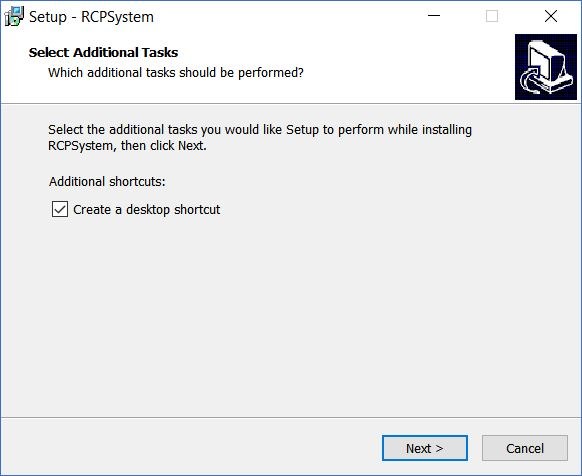 Setup - RCPSystem
Select Additional Tasks
Which additional tasks should be performed?
Select the additional tasks you would like Setup to perform while installing
RCPSystem, then click Next.
Additional shortcuts:
Create a desktop shortcut
Next >
Cancel